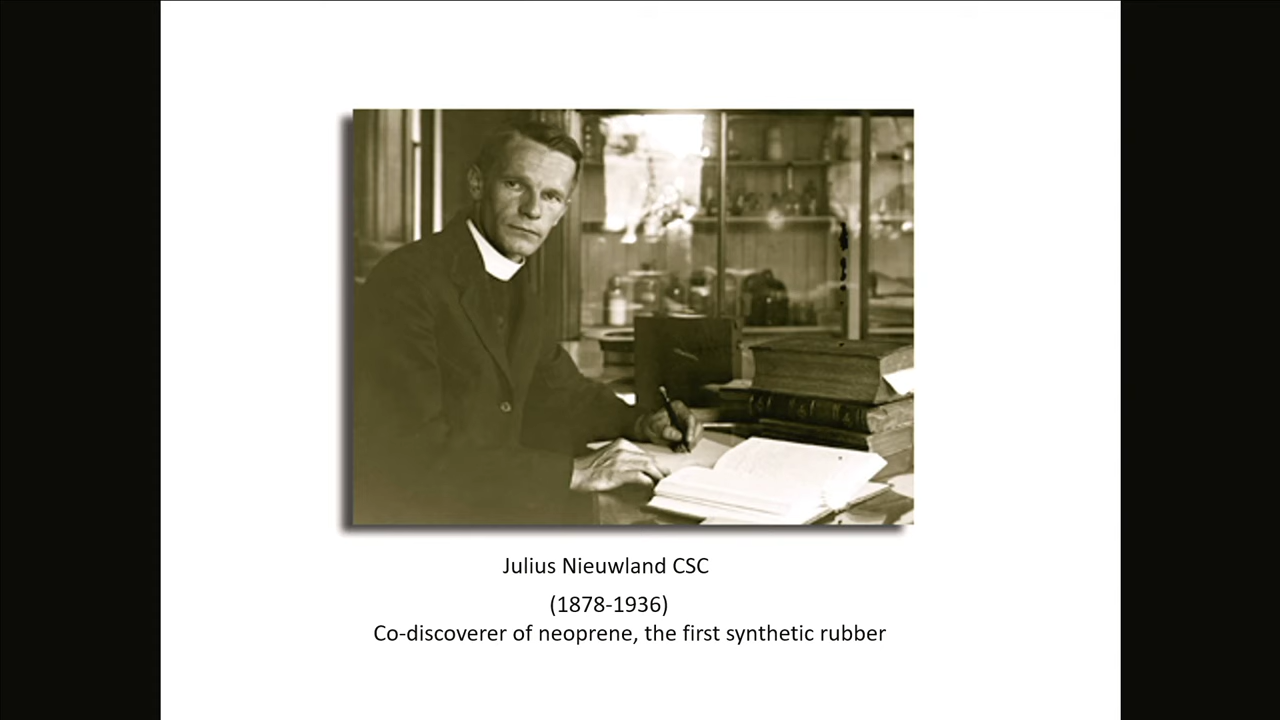 Julius Nieuwland CSC
(1878-1936)
Co-discoverer of neoprene, the first synthetic rubber